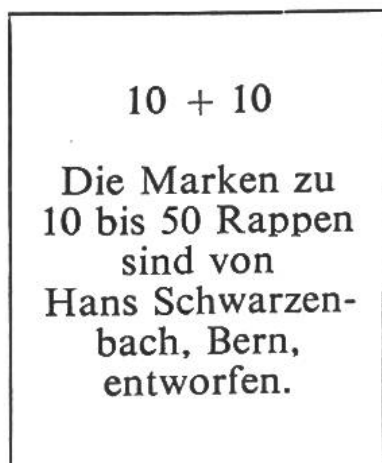 10 + 10
Die Marken zu
10 bis 50 Rappen
sind von
Hans Schwarzen-
bach, Bern,
entworfen.